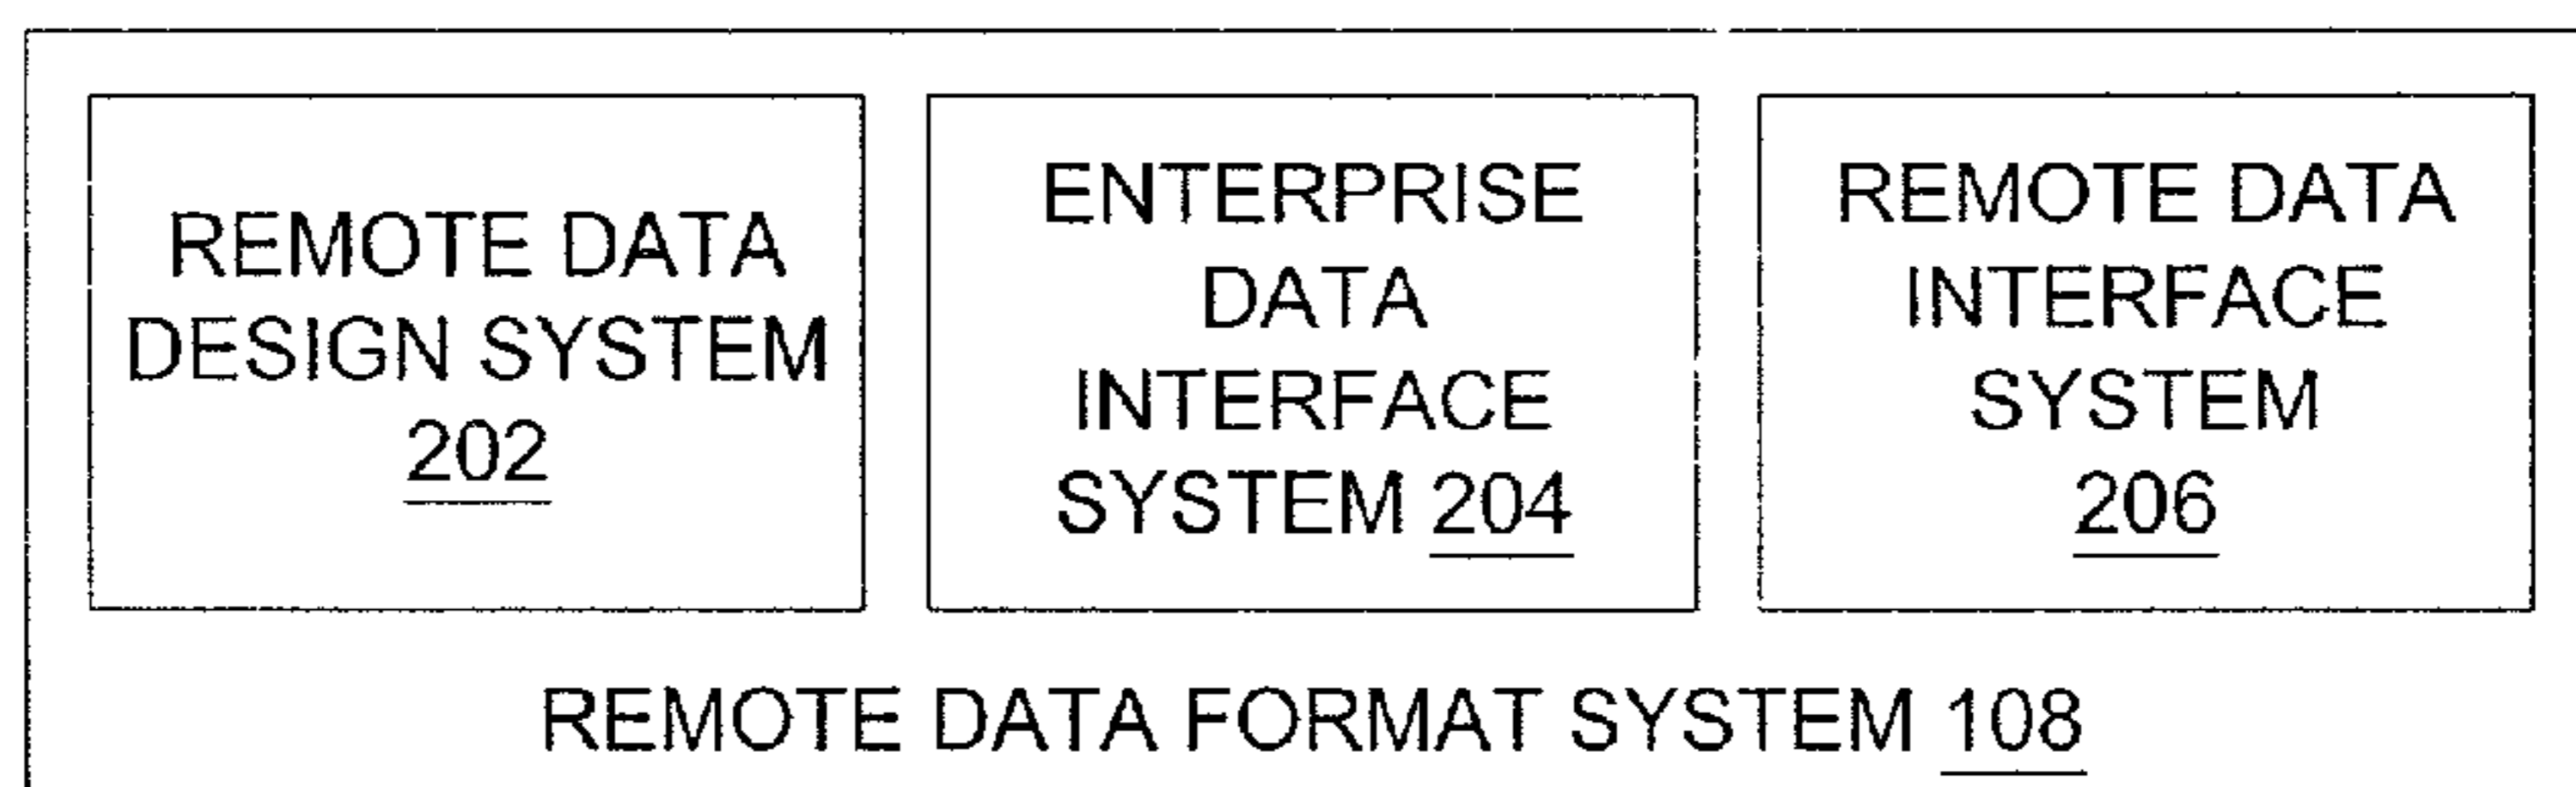 REMOTE DATA
DESIGN SYSTEM
202
ENTERPRISE
DATA
INTERFACE
SYSTEM 204
REMOTE DATA
INTERFACE
SYSTEM
206
REMOTE DATA FORMAT SYSTEM 108